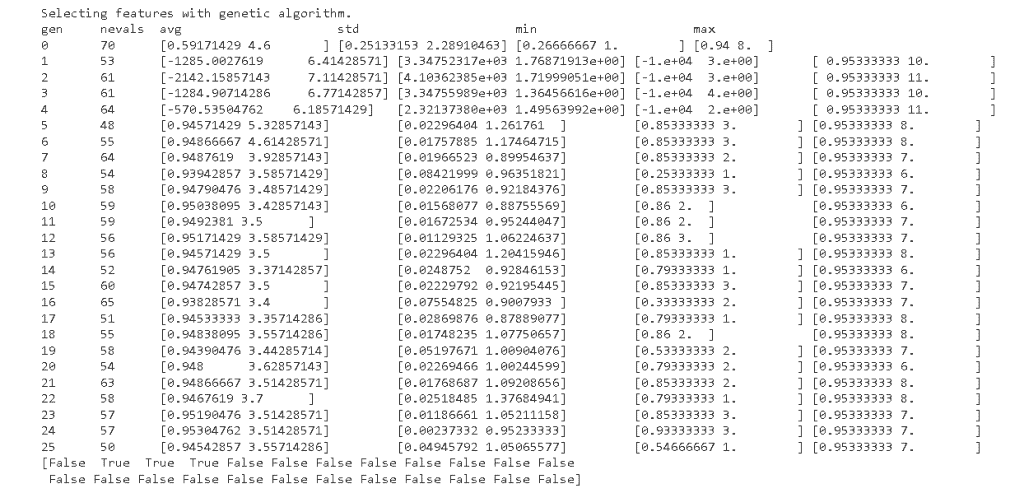 Selecting features with genetic algorithm.
gen nevals avg std min max
0 70 [0.59171429 4.6 ] [0.25133153 2.28910463] [0.26666667 1. ] [0.94 8. ]
1 53 [-1285.0027619 6.41428571] [3.34752317e+03 1.76871913e+00] [-1.e+04 3.e+00] [ 0.95333333 10. ]
2 61 [-2142.15857143 7.11428571] [4.10362385e+03 1.71999051e+00] [-1.e+04 2.e+00] [ 0.95333333 11. ]
3 61 [-1284.90714286 6.77142857] [3.34755989e+03 1.36456616e+00] [-1.e+04 4.e+00] [ 0.95333333 10. ]
4 64 [-570.53504762 6.18571429] [2.32137380e+03 1.49563992e+00] [-1.e+04 2.e+00] [ 0.95333333 11. ]
5 48 [0.94571429 5.32857143] [0.02296404 1.261761 ] [0.85333333 3. ] [0.95333333 8. ]
6 55 [0.94866667 4.61428571] [0.01757885 1.17464715] [0.85333333 3. ] [0.95333333 8. ]
7 64 [0.9487619 3.92857143] [0.01966523 0.89954637] [0.85333333 2. ] [0.95333333 7. ]
8 54 [0.93942857 3.58571429] [0.08421999 0.96351821] [0.25333333 1. ] [0.95333333 6. ]
9 58 [0.94790476 3.48571429] [0.02206176 0.92184376] [0.85333333 3. ] [0.95333333 7. ]
10 59 [0.95038095 3.42857143] [0.01568077 0.88755569] [0.86 2. ] [0.95333333 6. ]
11 59 [0.9492381 3.5 ] [0.01672534 0.95244047] [0.86 2. ] [0.95333333 7. ]
12 56 [0.95171429 3.58571429] [0.01129325 1.06224637] [0.86 3. ] [0.95333333 7. ]
13 56 [0.94571429 3.5 ] [0.02296404 1.20415946] [0.85333333 1. ] [0.95333333 8. ]
14 52 [0.94761905 3.37142857] [0.0248752 0.92846153] [0.79333333 1. ] [0.95333333 6. ]
15 60 [0.94742857 3.5 ] [0.02229792 0.92195445] [0.85333333 3. ] [0.95333333 7. ]
16 65 [0.93828571 3.4 ] [0.07554825 0.9007933 ] [0.33333333 2. ] [0.95333333 7. ]
17 51 [0.94533333 3.35714286] [0.02869876 0.87889077] [0.79333333 1. ] [0.95333333 8. ]
18 55 [0.94838095 3.55714286] [0.01748235 1.07750657] [0.86 2. ] [0.95333333 8. ]
19 58 [0.94390476 3.44285714] [0.05197671 1.00904076] [0.53333333 2. ] [0.95333333 7. ]
20 54 [0.948 3.62857143] [0.02269466 1.00244599] [0.79333333 2. ] [0.95333333 6. ]
21 63 [0.94866667 3.51428571] [0.01768687 1.09208656] [0.85333333 2. ] [0.95333333 8. ]
22 58 [0.9467619 3.7 ] [0.02518485 1.37684941] [0.79333333 1. ] [0.95333333 8. ]
23 57 [0.95190476 3.51428571] [0.01186661 1.05211158] [0.85333333 3. ] [0.95333333 7. ]
24 57 [0.95304762 3.51428571] [0.00237332 0.95233333] [0.93333333 3. ] [0.95333333 7. ]
25 50 [0.94542857 3.55714286] [0.04945792 1.05065577] [0.54666667 1. ] [0.95333333 7. ]
[False True True True False False False False False False False False
False False False False False False False False False False False False]